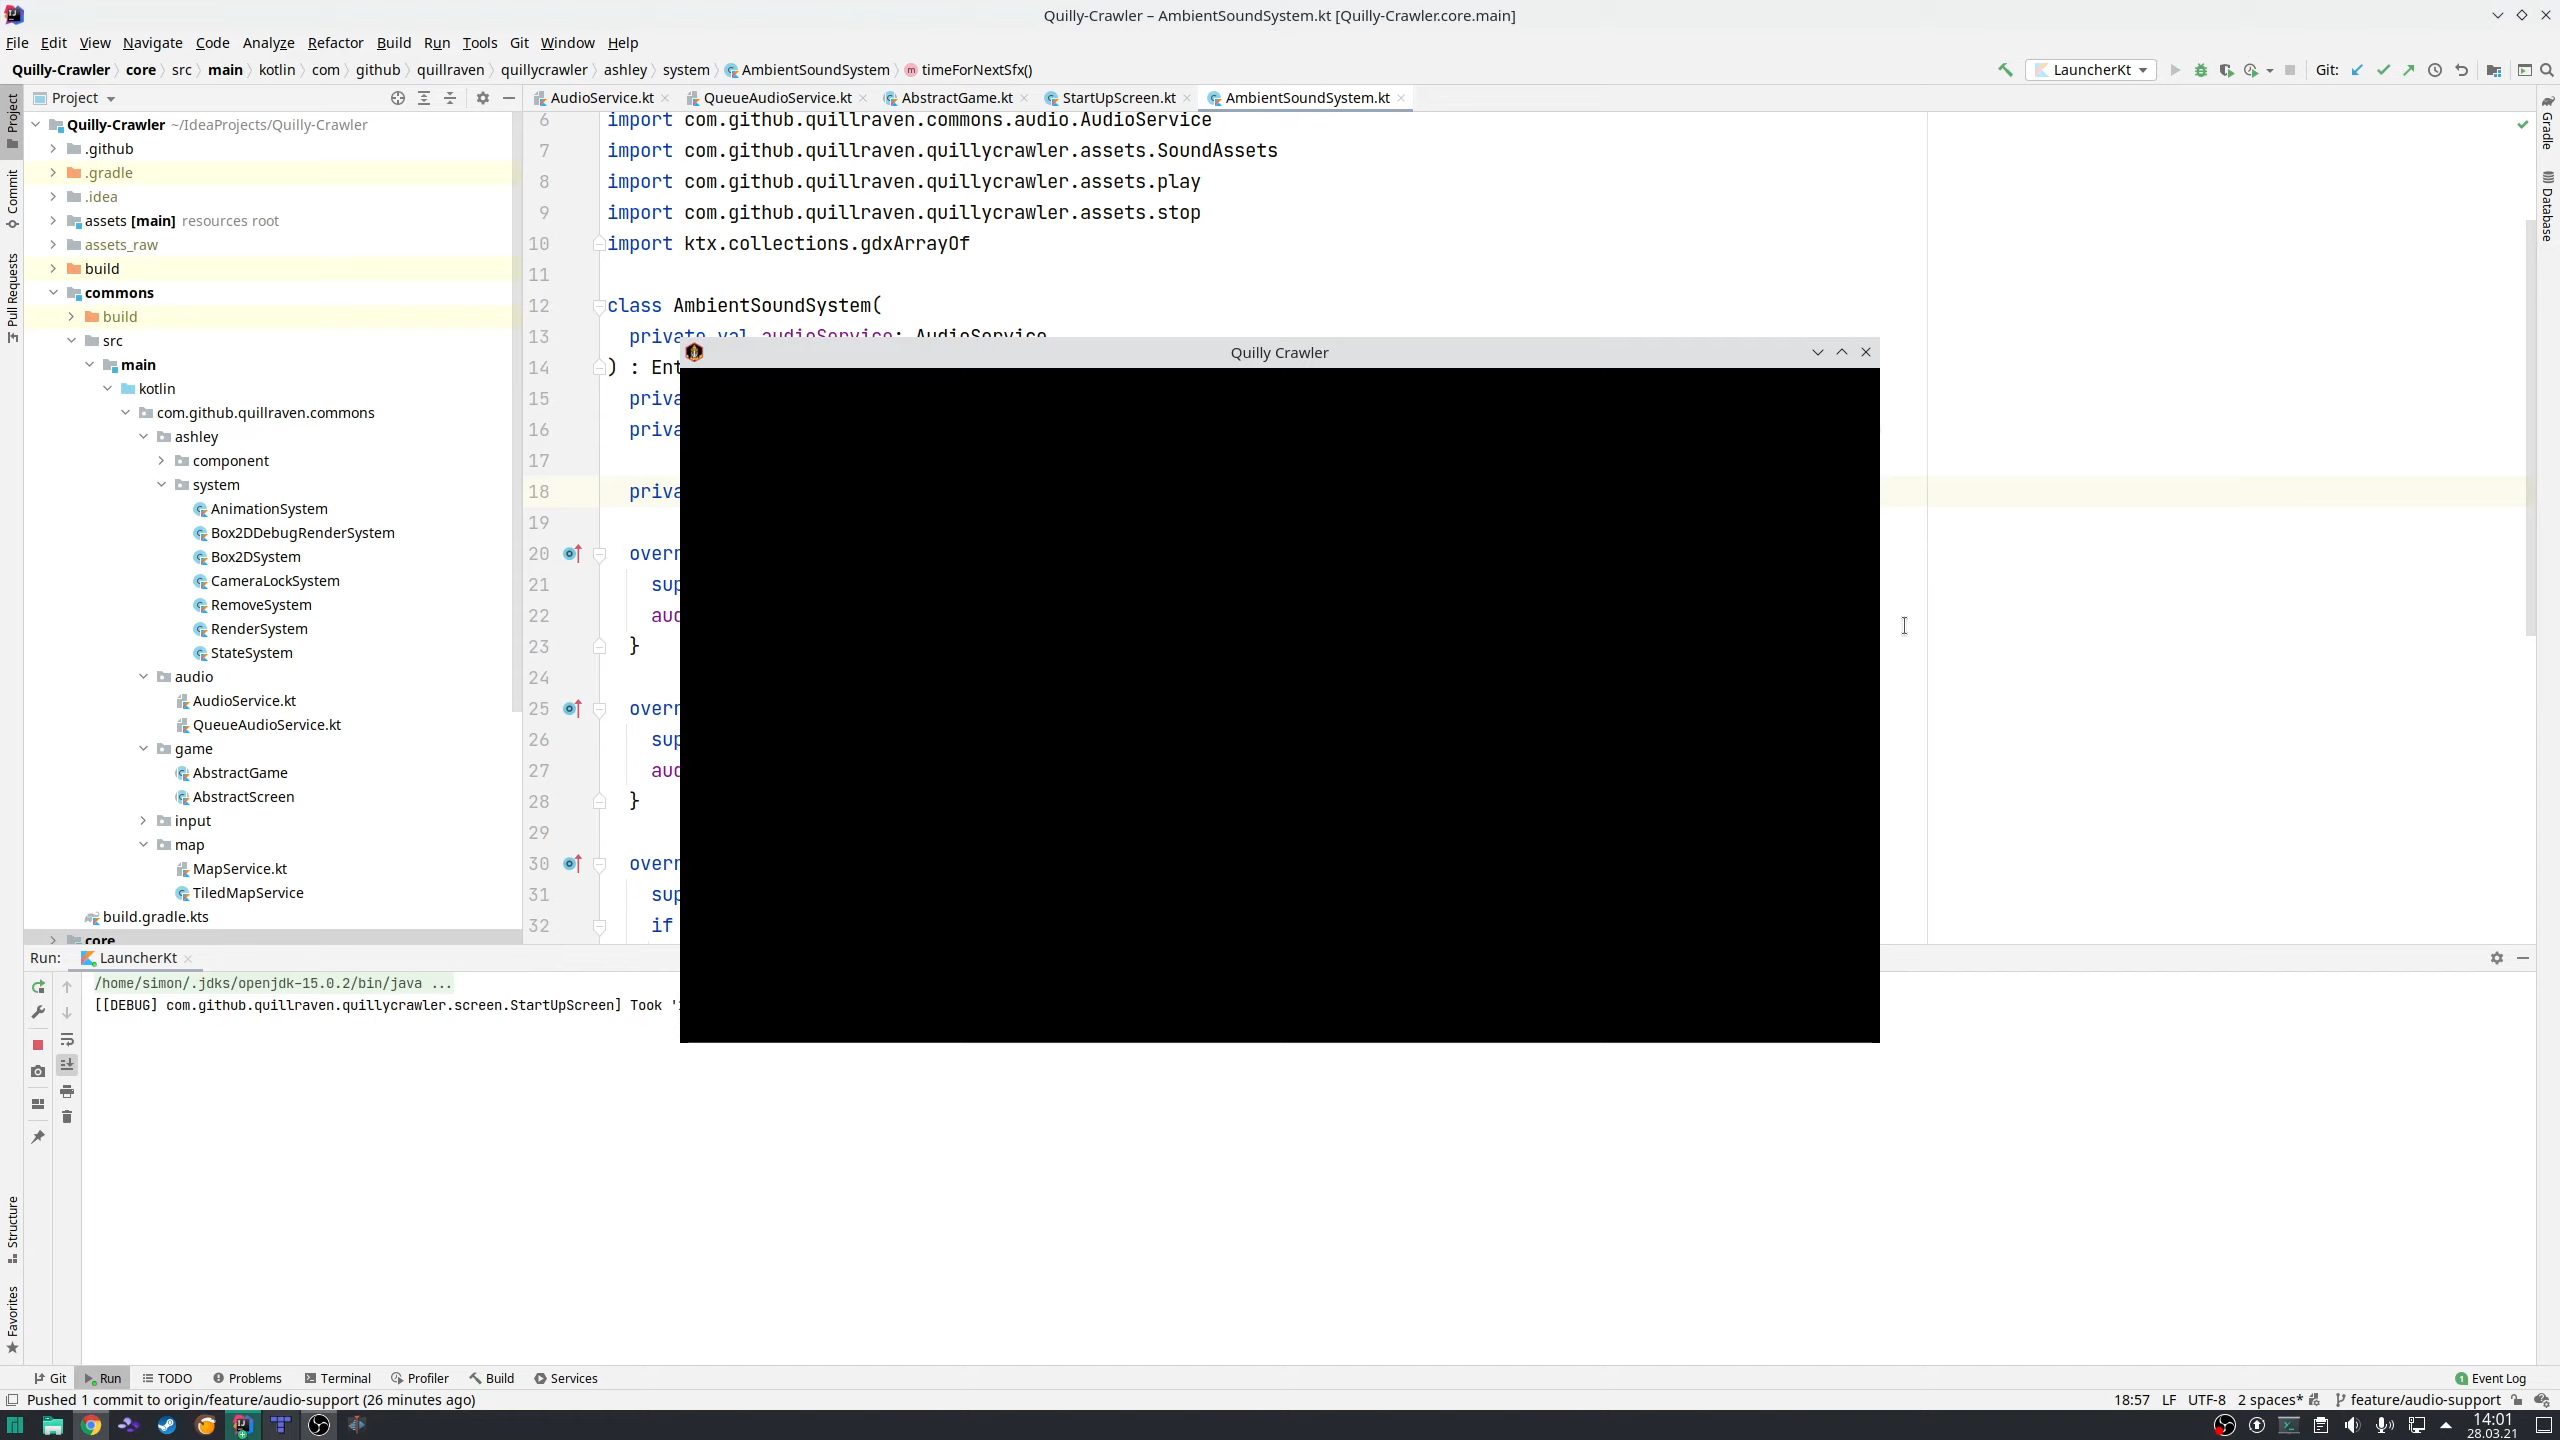 Quilly-Crawler – AmbientSoundSystem.kt [Quilly-Crawler.core.main]
File Edit View Navigate Code Analyze Refactor Build Run Tools Git Window Help
Quilly-Crawler core src main kotlin com github quillraven quillycrawler ashley system AmbientSoundSystem timeForNextSfx()
LauncherKt
Git:
Project
AudioService.kt
QueueAudioService.kt
AbstractGame.kt
StartUpScreen.kt
AmbientSoundSystem.kt
Project
Commit
Pull Requests
Structure
Favorites
Gradle
Database
Quilly-Crawler ~/IdeaProjects/Quilly-Crawler
.github
.gradle
.idea
assets [main] resources root
assets_raw
build
commons
build
src
main
kotlin
com.github.quillraven.commons
ashley
component
system
AnimationSystem
Box2DDebugRenderSystem
Box2DSystem
CameraLockSystem
RemoveSystem
RenderSystem
StateSystem
audio
AudioService.kt
QueueAudioService.kt
game
AbstractGame
AbstractScreen
input
map
MapService.kt
TiledMapService
build.gradle.kts
core
6 import com.github.quillraven.commons.audio.AudioService
7 import com.github.quillraven.quillycrawler.assets.SoundAssets
8 import com.github.quillraven.quillycrawler.assets.play
9 import com.github.quillraven.quillycrawler.assets.stop
10 import ktx.collections.gdxArrayOf
11
12 class AmbientSoundSystem(
13 private val audioService: AudioService
14 ) : Ent
15 priva
16 priva
17
18 priva
19
20 overr
21 sup
22 aud
23 }
24
25 overr
26 sup
27 aud
28 }
29
30 overr
31 sup
32 if
Quilly Crawler
Run: LauncherKt
/home/simon/.jdks/openjdk-15.0.2/bin/java ...
[[DEBUG] com.github.quillraven.quillycrawler.screen.StartUpScreen] Took '
Git Run TODO Problems Terminal Profiler Build Services
1 Event Log
Pushed 1 commit to origin/feature/audio-support (26 minutes ago)
18:57 LF UTF-8 2 spaces* feature/audio-support
14:01
28.03.21